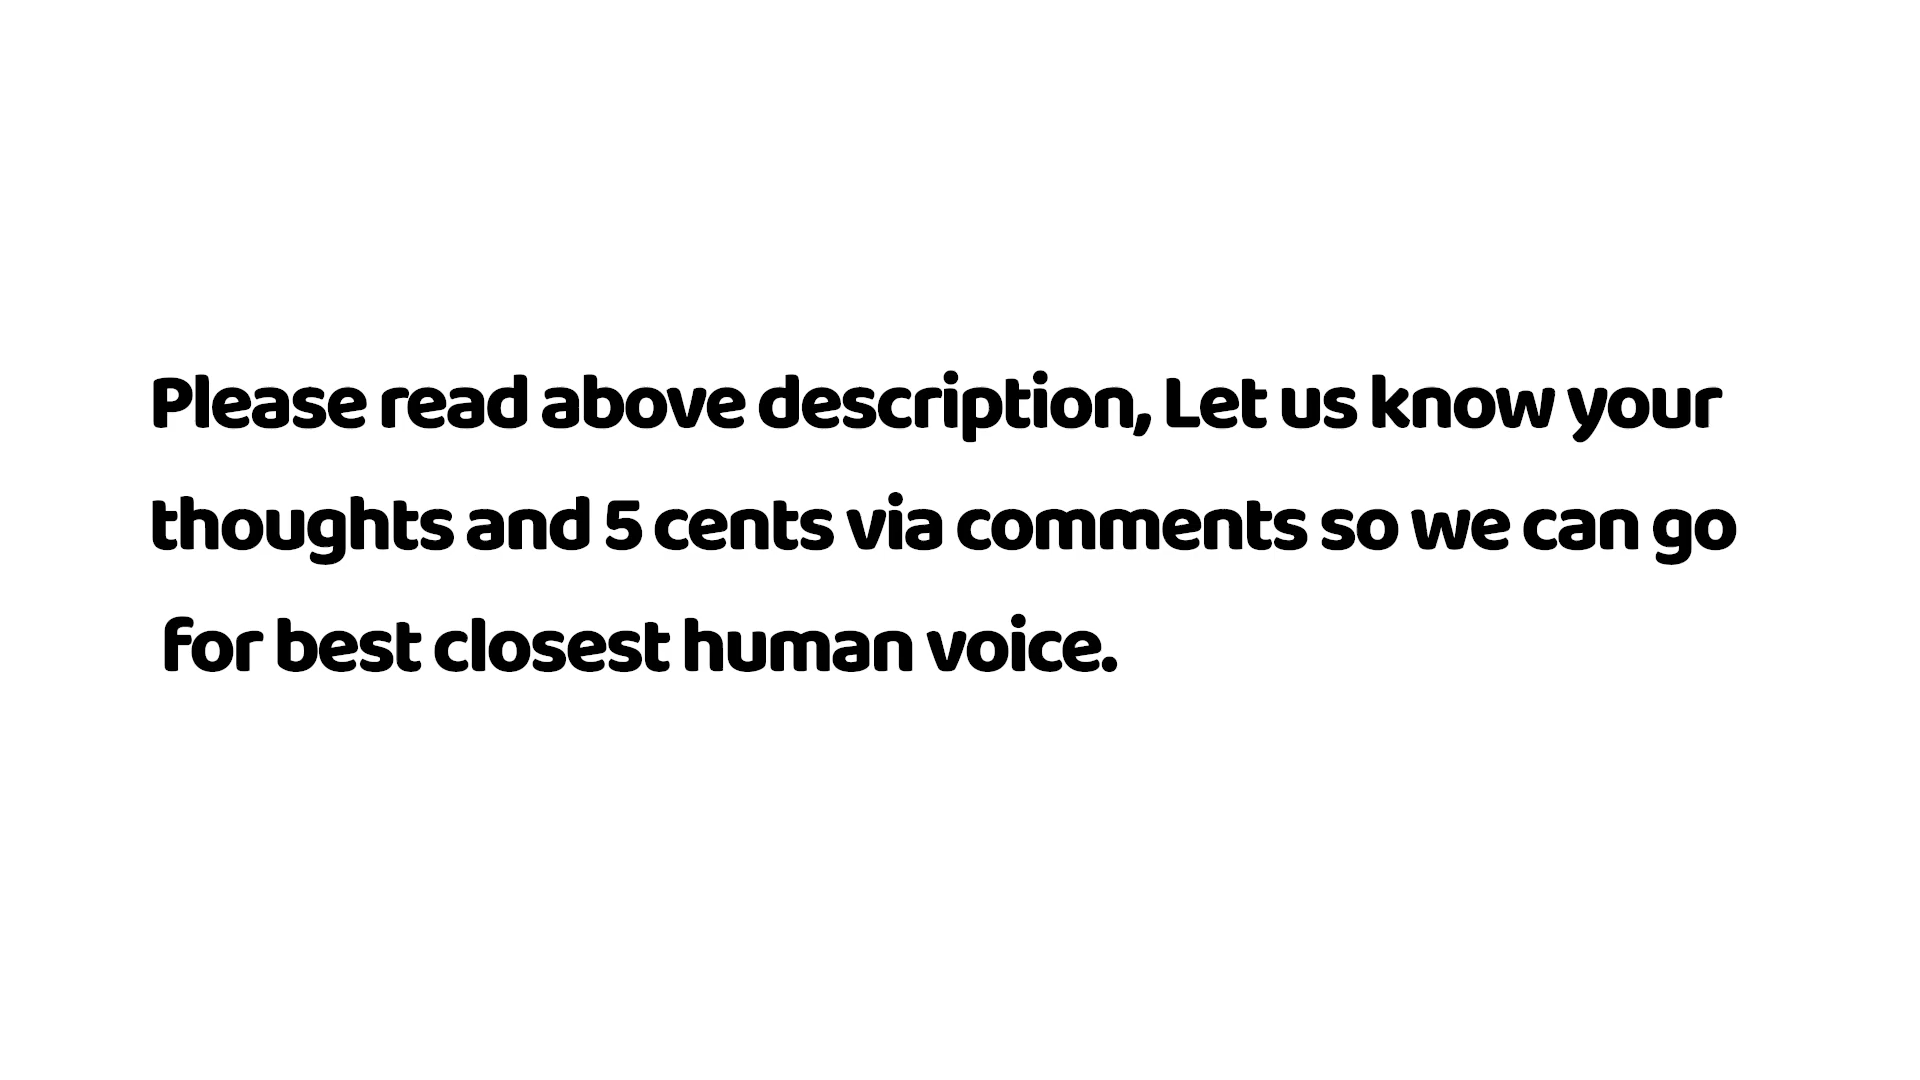 Please read above description, Let us know your
thoughts and 5 cents via comments so we can go
for best closest human voice.